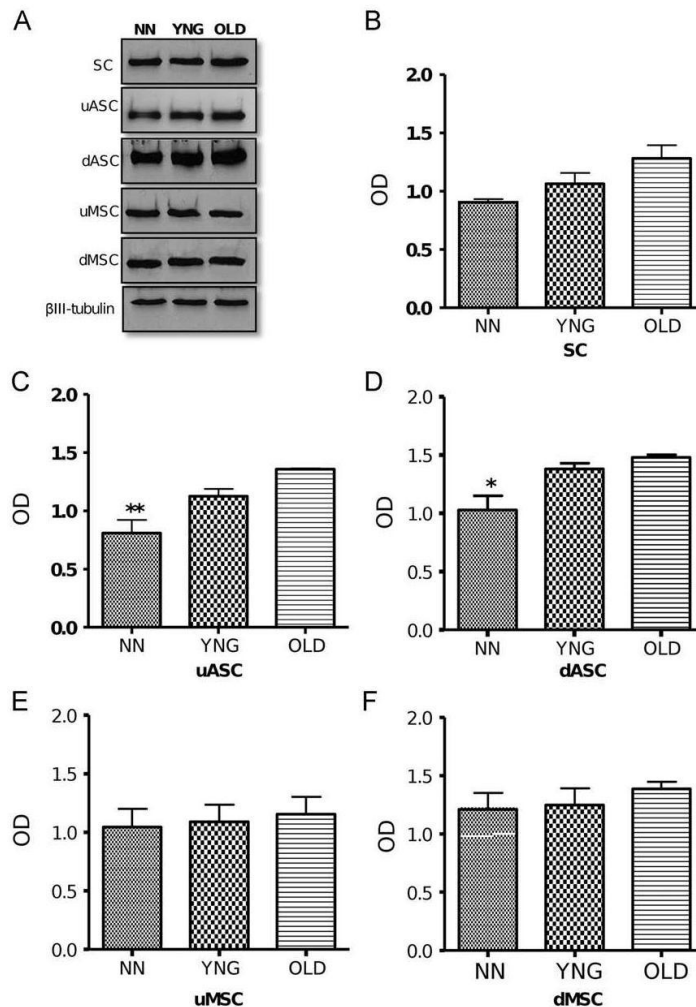 A
NN YNG OLD
SC
uASC
dASC
uMSC
dMSC
βIII-tubulin
B
2.0
1.5
1.0
0.5
0.0
OD
NN YNG OLD
SC
C
2.0
1.5
1.0
0.5
0.0
OD
**
NN YNG OLD
uASC
D
2.0
1.5
1.0
0.5
0.0
OD
*
NN YNG OLD
dASC
E
2.0
1.5
1.0
0.5
0.0
OD
NN YNG OLD
uMSC
F
2.0
1.5
1.0
0.5
0.0
OD
NN YNG OLD
dMSC